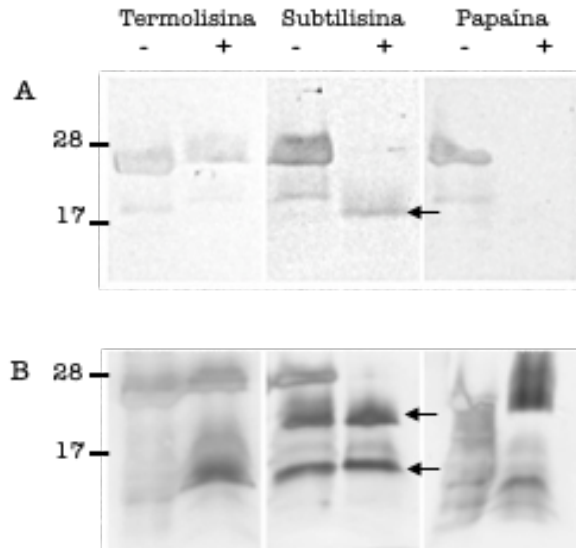 Termolisina Subtilisina Papaína
- + - + - +
A
28
17
B
28
17